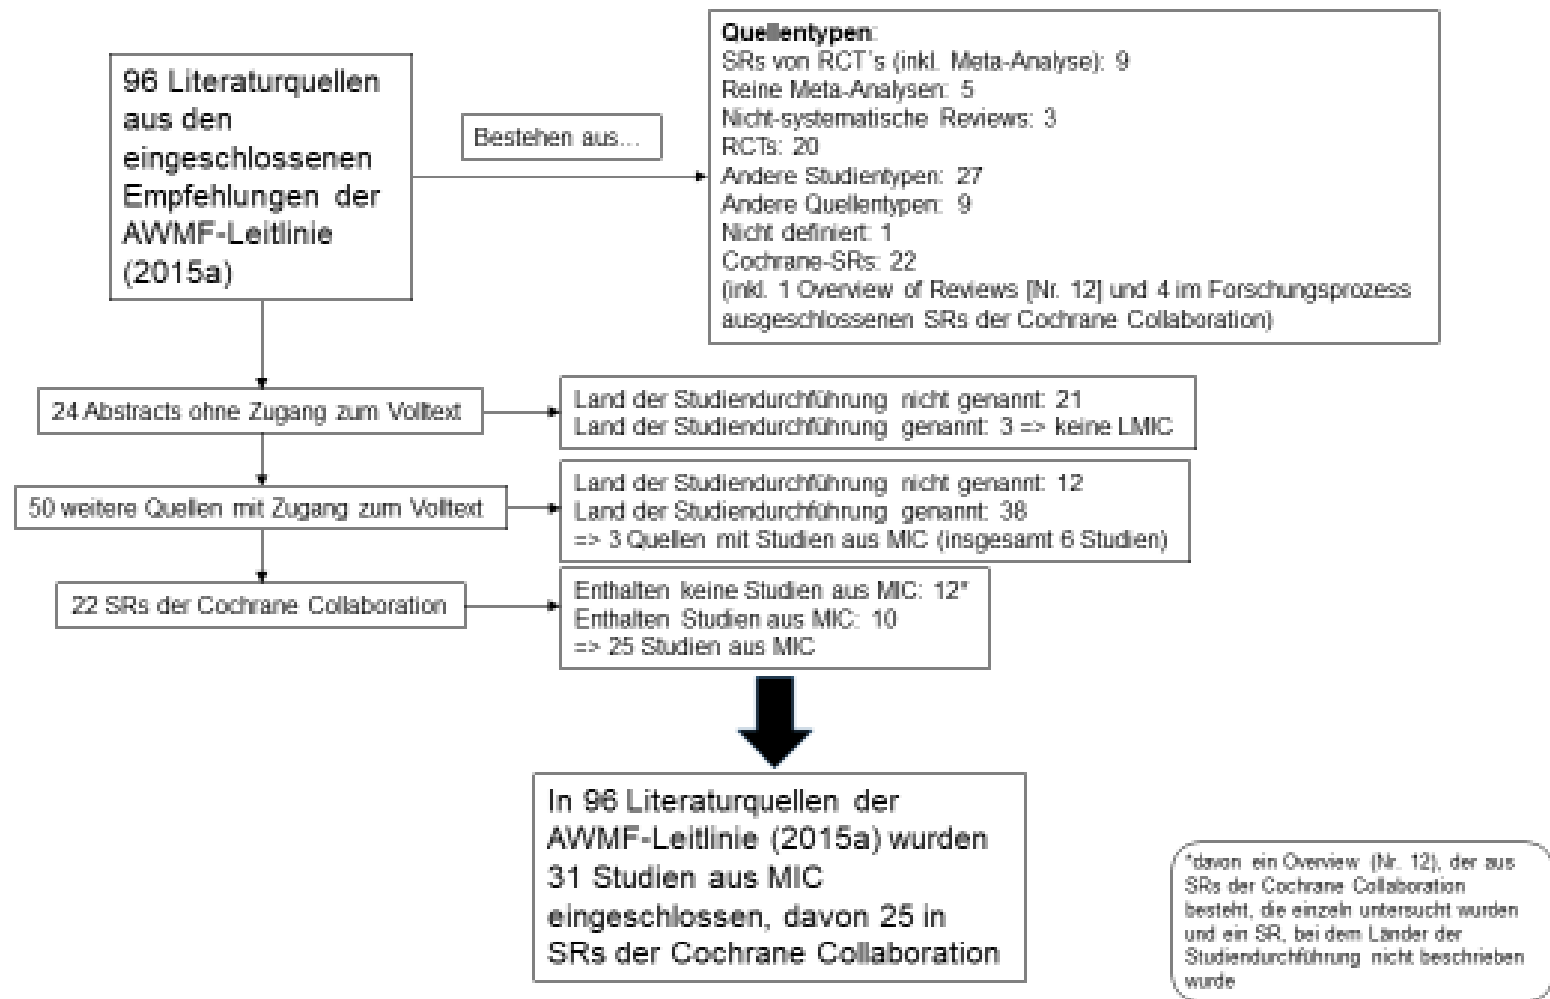 96 Literaturquellen
aus den
eingeschlossenen
Empfehlungen der
AWMF-Leitlinie
(2015a)
Bestehen aus...
Quellentypen:
SRs von RCT´s (inkl. Meta-Analyse): 9
Reine Meta-Analysen: 5
Nicht-systematische Reviews: 3
RCTs: 20
Andere Studientypen: 27
Andere Quellentypen: 9
Nicht definiert: 1
Cochrane-SRs: 22
(inkl. 1 Overview of Reviews [Nr. 12] und 4 im Forschungsprozess
ausgeschlossenen SRs der Cochrane Collaboration)
24 Abstracts ohne Zugang zum Volltext
Land der Studiendurchführung nicht genannt: 21
Land der Studiendurchführung genannt: 3 => keine LMIC
50 weitere Quellen mit Zugang zum Volltext
Land der Studiendurchführung nicht genannt: 12
Land der Studiendurchführung genannt: 38
=> 3 Quellen mit Studien aus MIC (insgesamt 6 Studien)
22 SRs der Cochrane Collaboration
Enthalten keine Studien aus MIC: 12*
Enthalten Studien aus MIC: 10
=> 25 Studien aus MIC
In 96 Literaturquellen der
AWMF-Leitlinie (2015a) wurden
31 Studien aus MIC
eingeschlossen, davon 25 in
SRs der Cochrane Collaboration
*davon ein Overview (Nr. 12), der aus
SRs der Cochrane Collaboration
besteht, die einzeln untersucht wurden
und ein SR, bei dem Länder der
Studiendurchführung nicht beschrieben
wurde